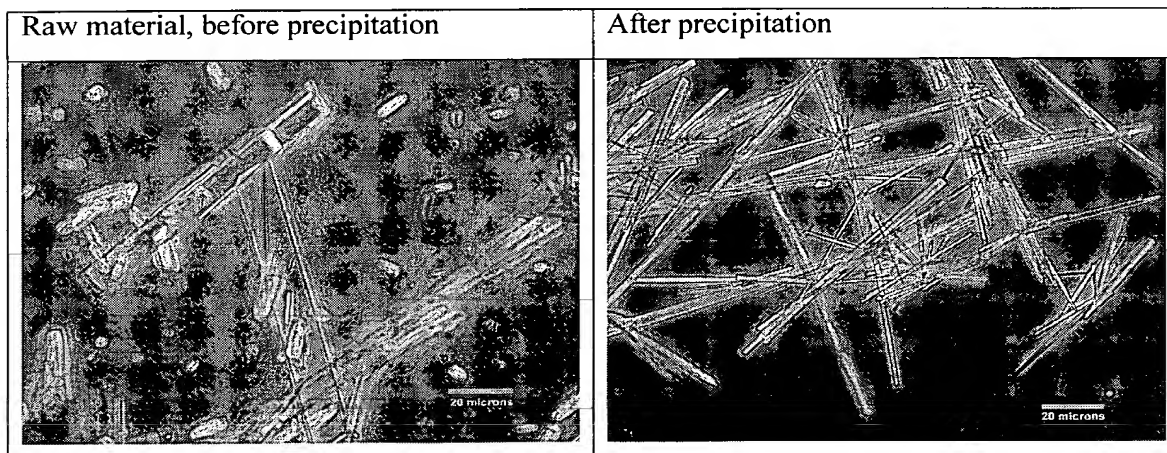 Raw material, before precipitation
After precipitation
20 microns
20 microns